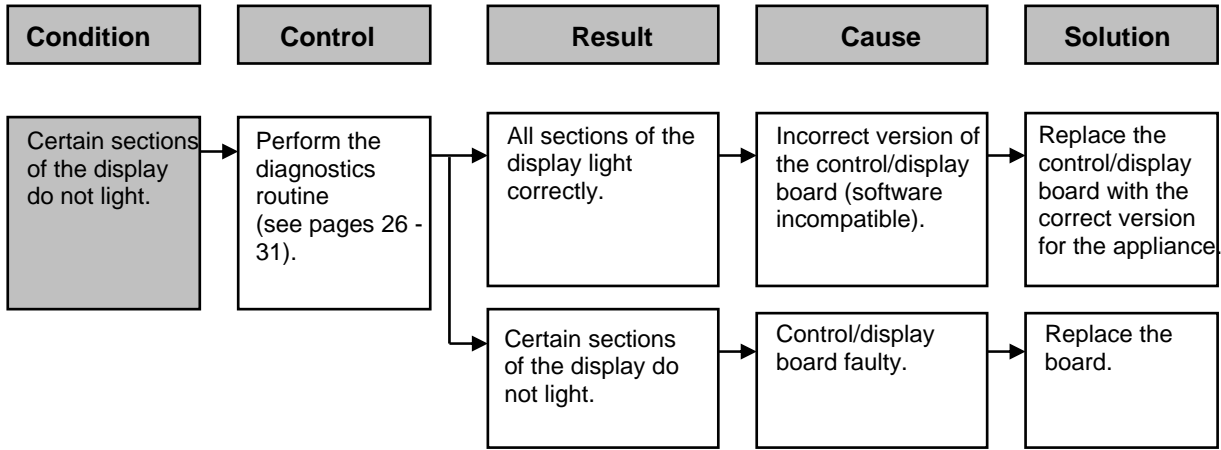 Condition
Control
Result
Cause
Solution
Certain sections
of the display
do not light.
Perform the
diagnostics
routine
(see pages 26 -
31).
All sections of the
display light
correctly.
Incorrect version of
the control/display
board (software
incompatible).
Replace the
control/display
board with the
correct version
for the appliance.
Certain sections
of the display do
not light.
Control/display
board faulty.
Replace the
board.